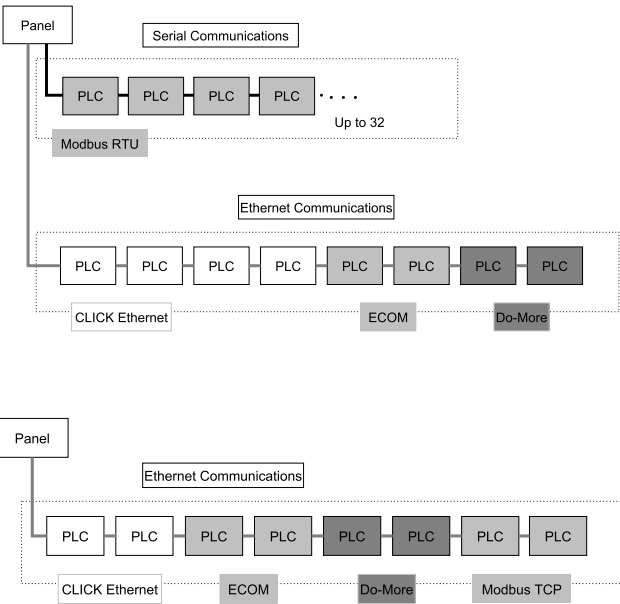 Panel
Serial Communications
PLC PLC PLC PLC . . . .
Up to 32
Modbus RTU
Ethernet Communications
PLC PLC PLC PLC PLC PLC PLC PLC
CLICK Ethernet ECOM Do-More
Panel
Ethernet Communications
PLC PLC PLC PLC PLC PLC PLC PLC
CLICK Ethernet ECOM Do-More Modbus TCP